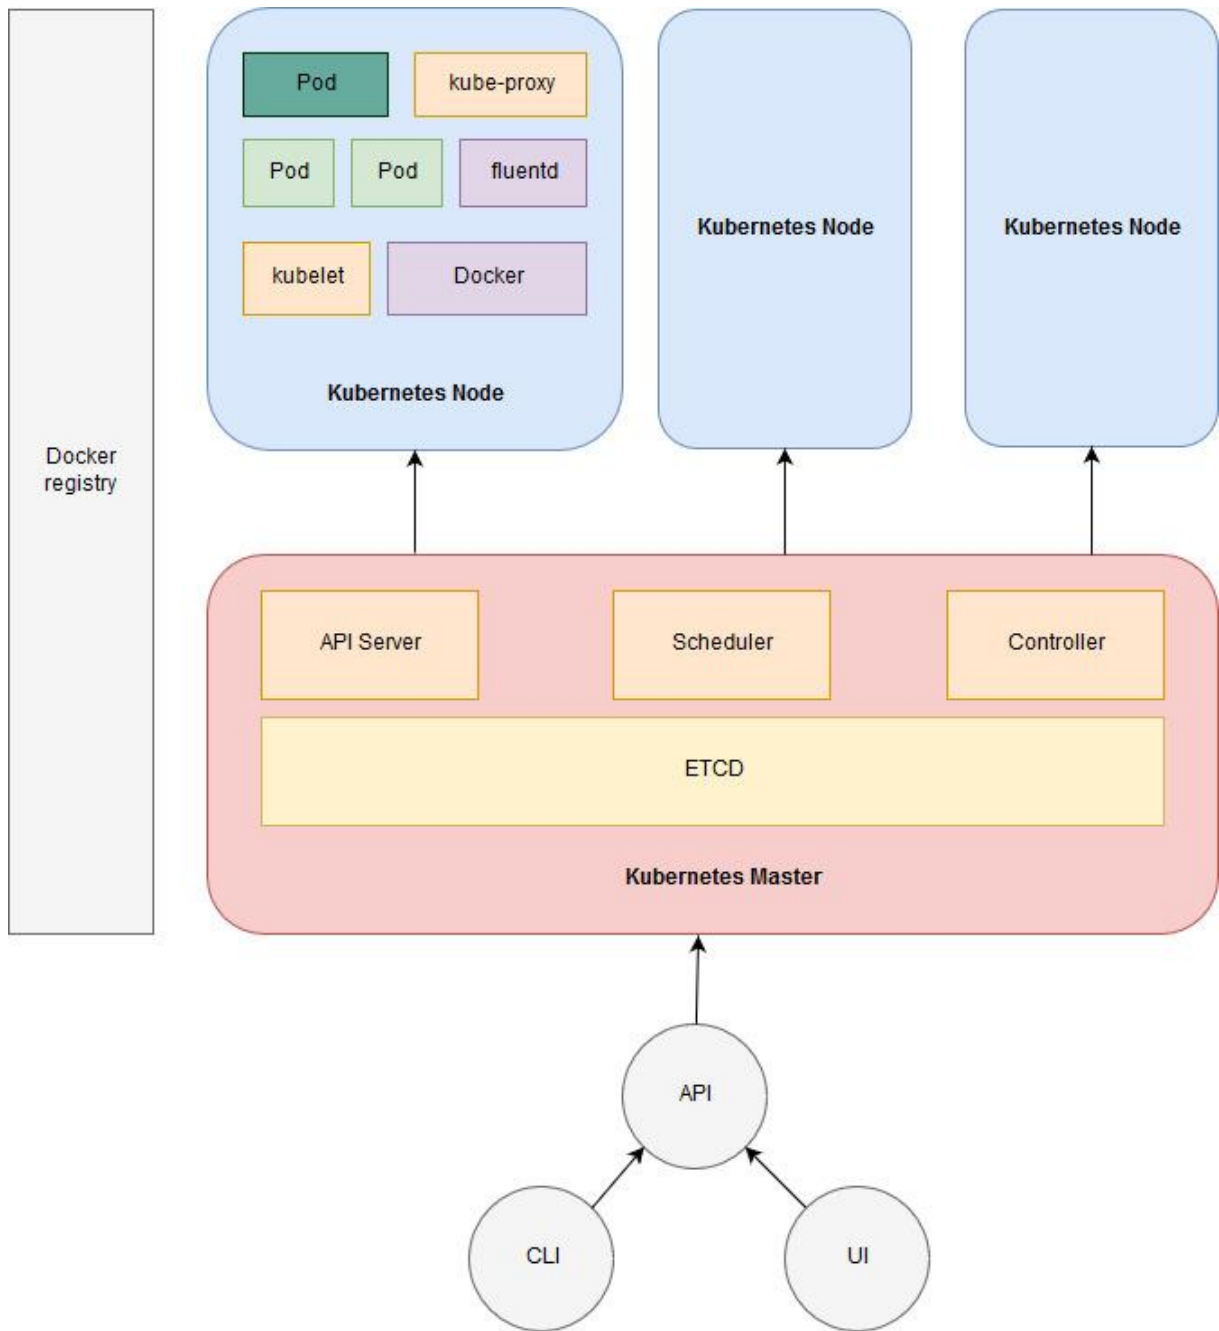 Pod
kube-proxy
Pod
Pod
fluentd
kubelet
Docker
Kubernetes Node
Kubernetes Node
Kubernetes Node
Docker
registry
API Server
Scheduler
Controller
ETCD
Kubernetes Master
API
CLI
UI